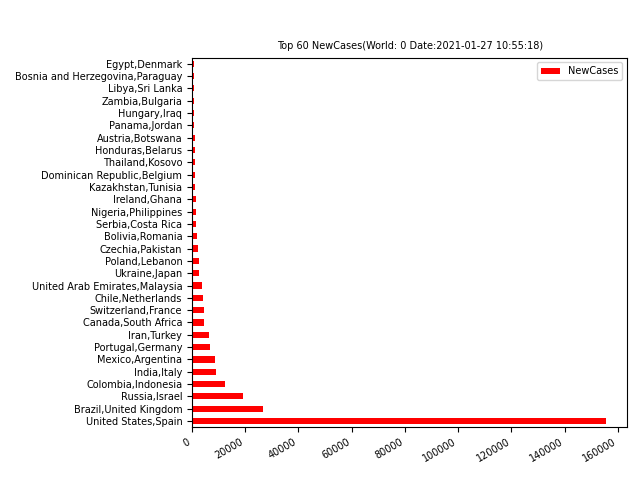 Top 60 NewCases(World: 0 Date:2021-01-27 10:55:18)
NewCases
Egypt,Denmark
Bosnia and Herzegovina,Paraguay
Libya,Sri Lanka
Zambia,Bulgaria
Hungary,Iraq
Panama,Jordan
Austria,Botswana
Honduras,Belarus
Thailand,Kosovo
Dominican Republic,Belgium
Kazakhstan,Tunisia
Ireland,Ghana
Nigeria,Philippines
Serbia,Costa Rica
Bolivia,Romania
Czechia,Pakistan
Poland,Lebanon
Ukraine,Japan
United Arab Emirates,Malaysia
Chile,Netherlands
Switzerland,France
Canada,South Africa
Iran,Turkey
Portugal,Germany
Mexico,Argentina
India,Italy
Colombia,Indonesia
Russia,Israel
Brazil,United Kingdom
United States,Spain
0 20000 40000 60000 80000 100000 120000 140000 160000